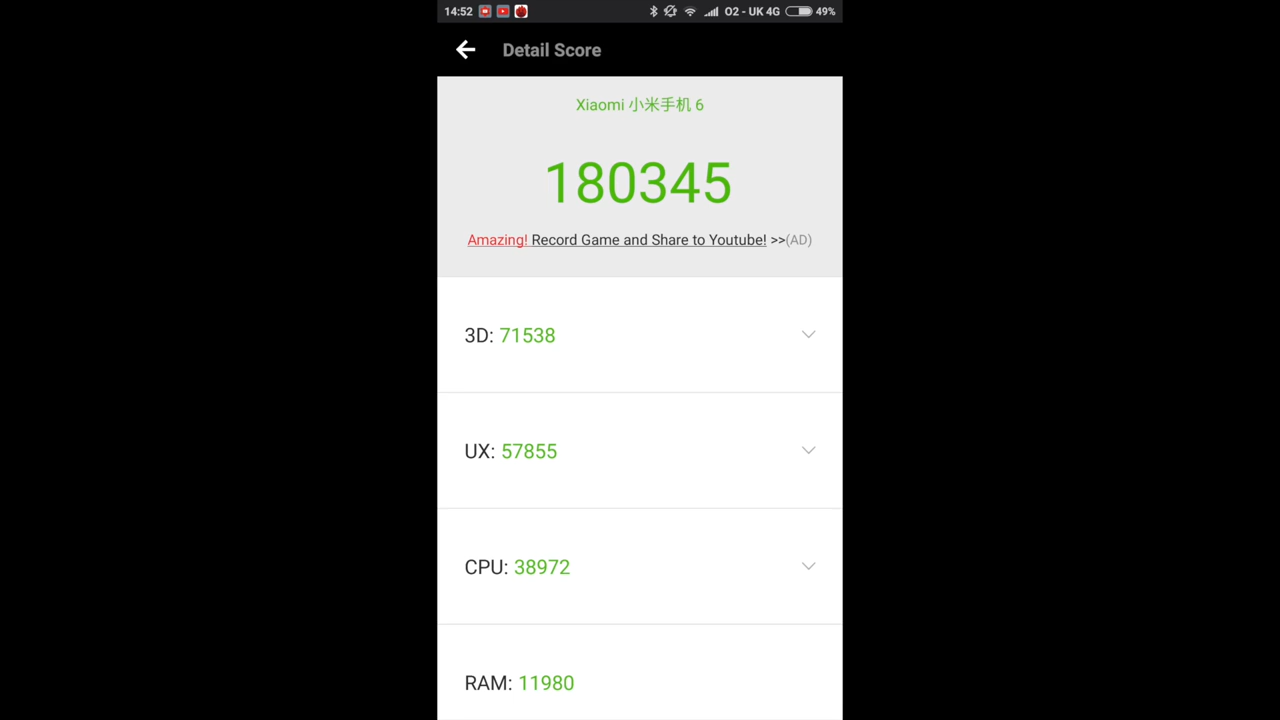 14:52 O2 - UK 4G 49%
Detail Score
Xiaomi 小米手机 6
180345
Amazing! Record Game and Share to Youtube! >>(AD)
3D: 71538
UX: 57855
CPU: 38972
RAM: 11980